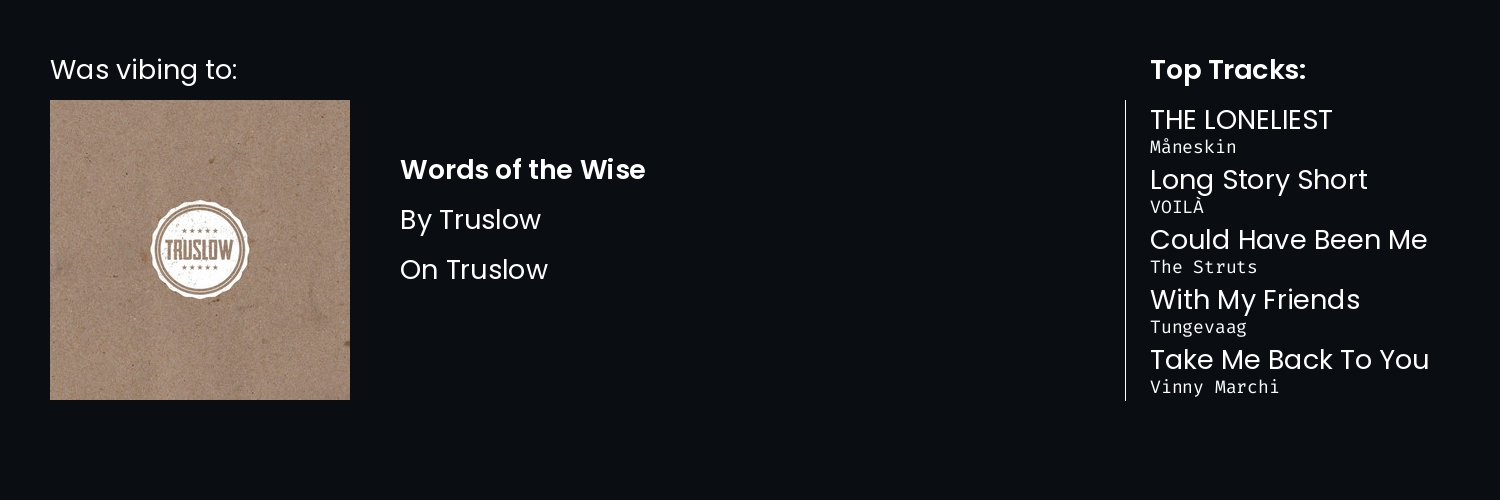 Was vibing to:
TRUSLOW
Words of the Wise
By Truslow
On Truslow
Top Tracks:
THE LONELIEST
Måneskin
Long Story Short
VOILÀ
Could Have Been Me
The Struts
With My Friends
Tungevaag
Take Me Back To You
Vinny Marchi